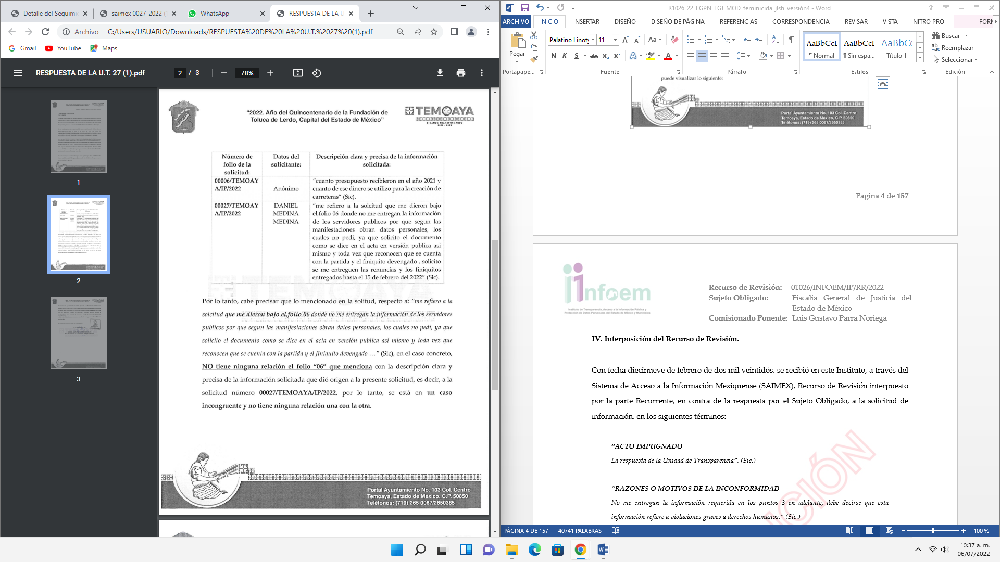 Detalle del Seguimi
saimex 0027-2022 (
WhatsApp
RESPUESTA DE LA U
Archivo
C:/Users/USUARIO/Downloads/RESPUESTA%20DE%20LA%20U.T.%2027%20(1).pdf
Gmail
YouTube
Maps
RESPUESTA DE LA U.T. 27 (1).pdf
2 / 3
78%
1
2
3
“2022. Año del Quincentenario de la Fundación de
Toluca de Lerdo, Capital del Estado de México”
TEMOAYA
SIGAMOS TRANSFORMANDO
2022 - 2024
Número de folio de la solicitud:
Datos del solicitante:
Descripción clara y precisa de la información solicitada:
00006/TEMOAY
A/IP/2022
Anónimo
“cuanto presupuesto recibieron en el año 2021 y
cuanto de ese dinero se utilizo para la creación de
carreteras” (Sic).
00027/TEMOAY
A/IP/2022
DANIEL
MEDINA
MEDINA
“me refiero a la solcitud que me dieron bajo
el,folio 06 donde no me entregan la información
de los servidores publicos por que segun las
manifestaciones obran datos personales, los
cuales no pedi, ya que solicito el documento
como se dice en el acta en versión publica asi
mismo y toda vez que reconocen que se cuenta
con la partida y el finiquito devengado , solicito
se me entreguen las renuncias y los finiquitos
entregados hasta el 15 de febrero del 2022” (Sic).
Por lo tanto, cabe precisar que lo mencionado en la solitud, respecto a: “me refiero a la
solcitud que me dieron bajo el,folio 06 donde no me entregan la información de los servidores
publicos por que segun las manifestaciones obran datos personales, los cuales no pedi, ya que
solicito el documento como se dice en el acta en versión publica asi mismo y toda vez que
reconocen que se cuenta con la partida y el finiquito devengado …” (Sic), en el caso concreto,
NO tiene ninguna relación el folio “06” que menciona con la descripción clara y
precisa de la información solicitada que dió origen a la presente solicitud, es decir, a la
solicitud número 00027/TEMOAYA/IP/2022, por lo tanto, se está en un caso
incongruente y no tiene ninguna relación una con la otra.
Portal Ayuntamiento No. 103 Col. Centro
Temoaya, Estado de México, C.P. 50850
Teléfonos: (719) 265 0067/2650385
R1026_22_LGPN_FGJ_MOD_feminicida_jlsh_versión4 - Word
ARCHIVO
INICIO
INSERTAR
DISEÑO
DISEÑO DE PÁGINA
REFERENCIAS
CORRESPONDENCIA
REVISAR
VISTA
NITRO PRO
FORM
Pegar
Portapape...
Palatino Linoty
11
Fuente
Párrafo
AaBbCcI
¶ Normal
AaBbCcI
¶ Sin espa...
AaBbC
Título 1
Estilos
Buscar
Reemplazar
Seleccionar
Edición
puede visualizar lo siguiente:
Portal Ayuntamiento No. 103 Col. Centro
Temoaya, Estado de México, C.P. 50850
Teléfonos: (719) 265 0067/2650385
Página 4 de 157
infoem
Instituto de Transparencia, Acceso a la Información Pública y
Protección de Datos Personales del Estado de México y Municipios
Recurso de Revisión: 01026/INFOEM/IP/RR/2022
Sujeto Obligado: Fiscalía General de Justicia del
Estado de México
Comisionado Ponente: Luis Gustavo Parra Noriega
IV. Interposición del Recurso de Revisión.
Con fecha diecinueve de febrero de dos mil veintidós, se recibió en este Instituto, a través del
Sistema de Acceso a la Información Mexiquense (SAIMEX), Recurso de Revisión interpuesto
por la parte Recurrente, en contra de la respuesta por el Sujeto Obligado, a la solicitud de
información, en los siguientes términos:
“ACTO IMPUGNADO
La respuesta de la Unidad de Transparencia”. (Sic.)
“RAZONES O MOTIVOS DE LA INCONFORMIDAD
No me entregan la información requerida en los puntos 3 en adelante, debe decirse que esta
información refiere a violaciones graves a derechos humanos.” (Sic.)
PÁGINA 4 DE 157
40741 PALABRAS
100 %
10:37 a. m.
06/07/2022